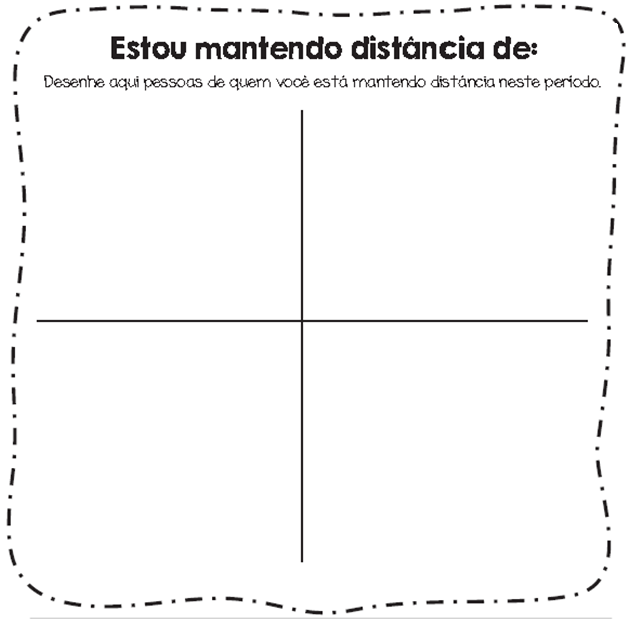 Estou mantendo distância de:
Desenhe aqui pessoas de quem você está mantendo distância neste período.